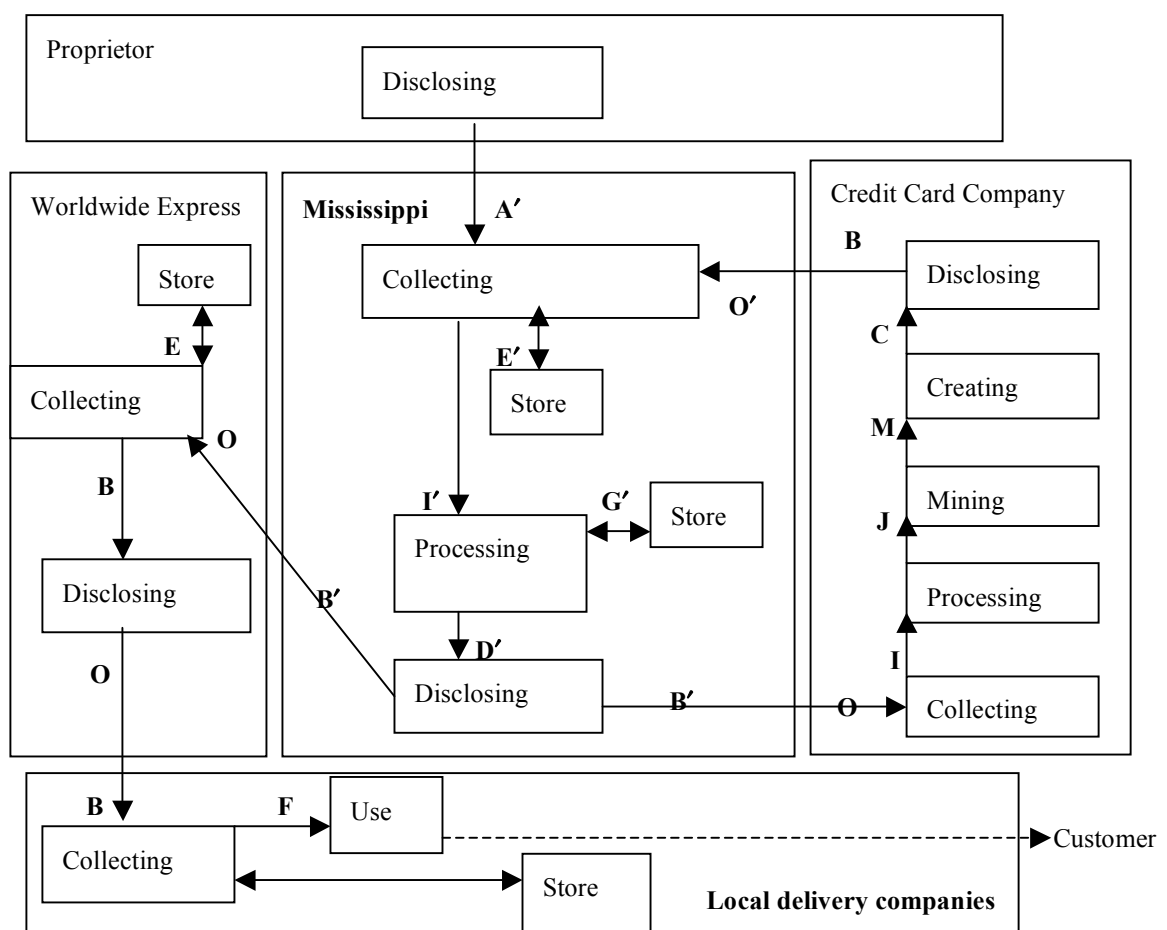 Proprietor
Disclosing
A′
Worldwide Express
Store
E
Collecting
O
B
Disclosing
O
Mississippi
Collecting
O′
E′
Store
I′
G′
Store
Processing
D′
Disclosing
B′
B′
Credit Card Company
B
Disclosing
C
Creating
M
Mining
J
Processing
I
O
Collecting
B
F
Use
Collecting
Store
Customer
Local delivery companies